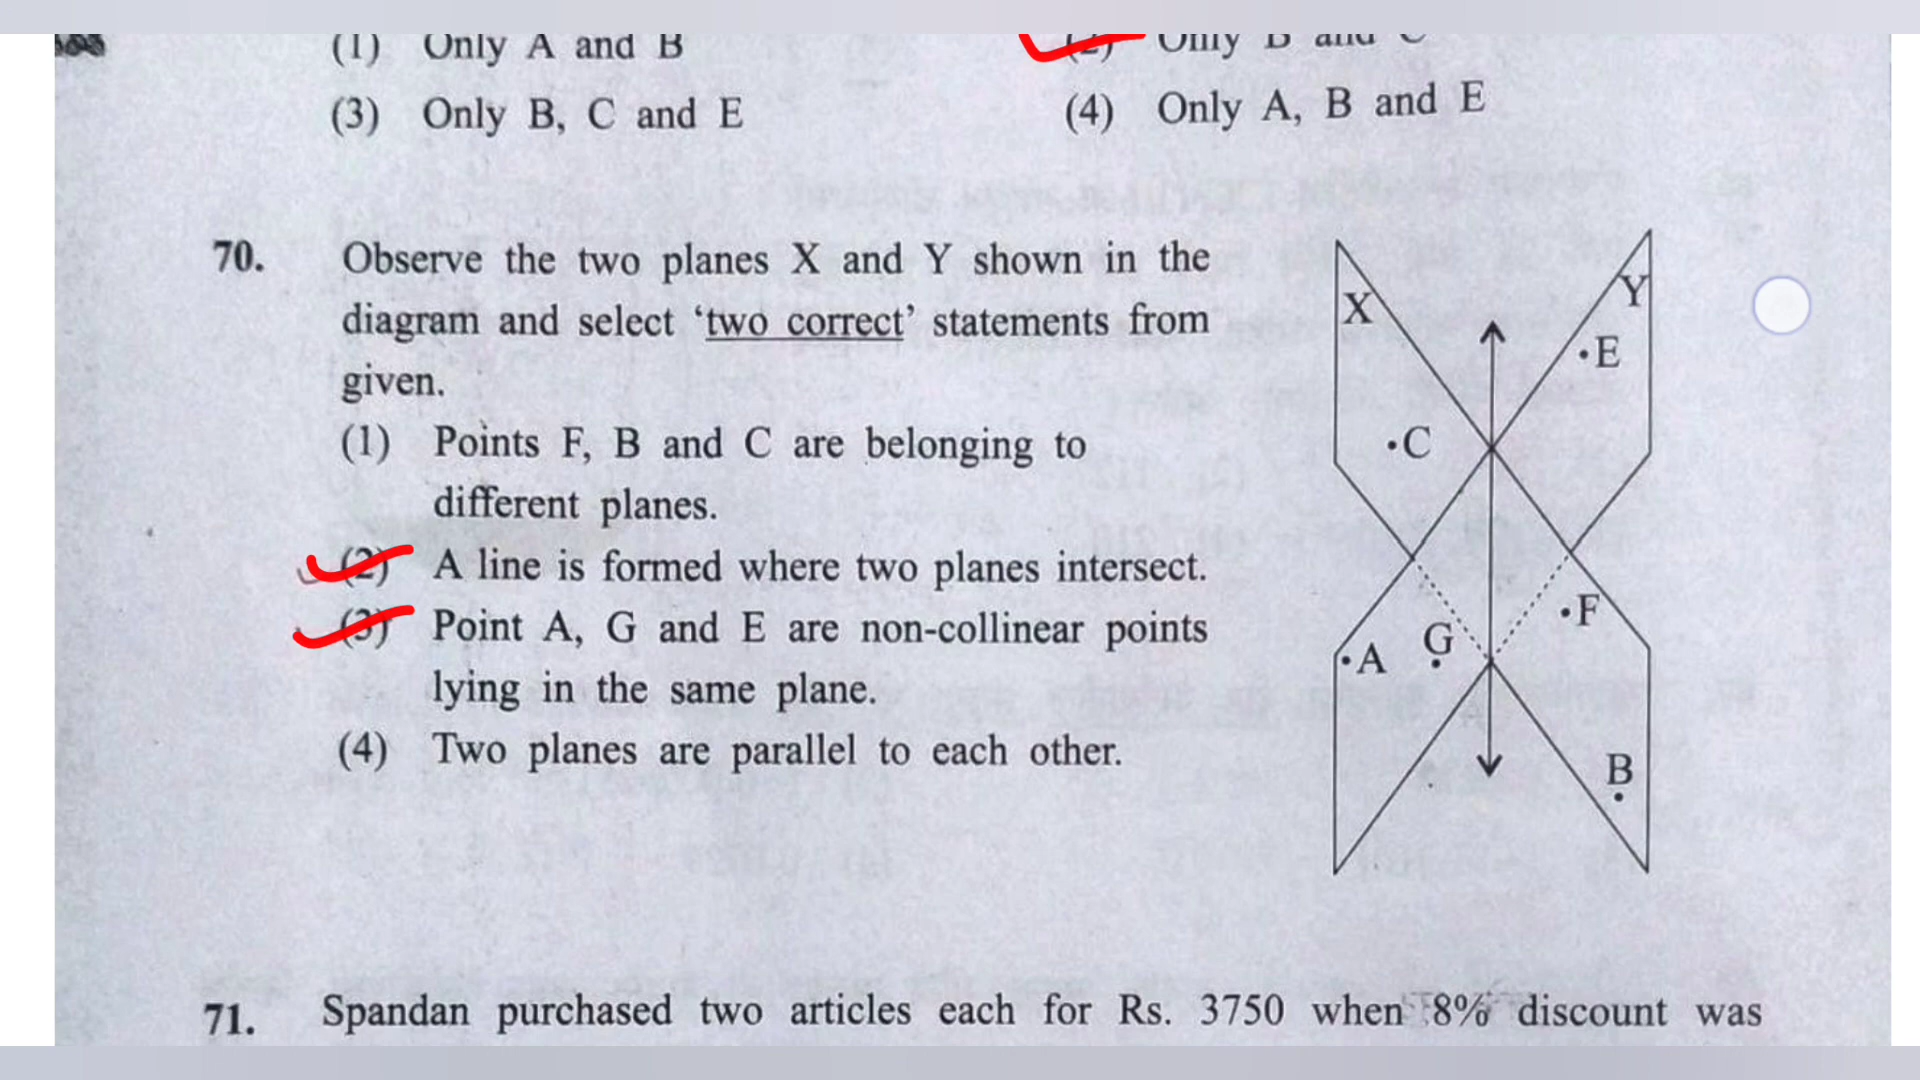 (1) Only A and B
(2) Only B and C
(3) Only B, C and E
(4) Only A, B and E
70. Observe the two planes X and Y shown in the
diagram and select ‘two correct’ statements from
given.
(1) Points F, B and C are belonging to
different planes.
(2) A line is formed where two planes intersect.
(3) Point A, G and E are non-collinear points
lying in the same plane.
(4) Two planes are parallel to each other.
X
Y
E
C
F
G
A
B
71. Spandan purchased two articles each for Rs. 3750 when 8% discount was